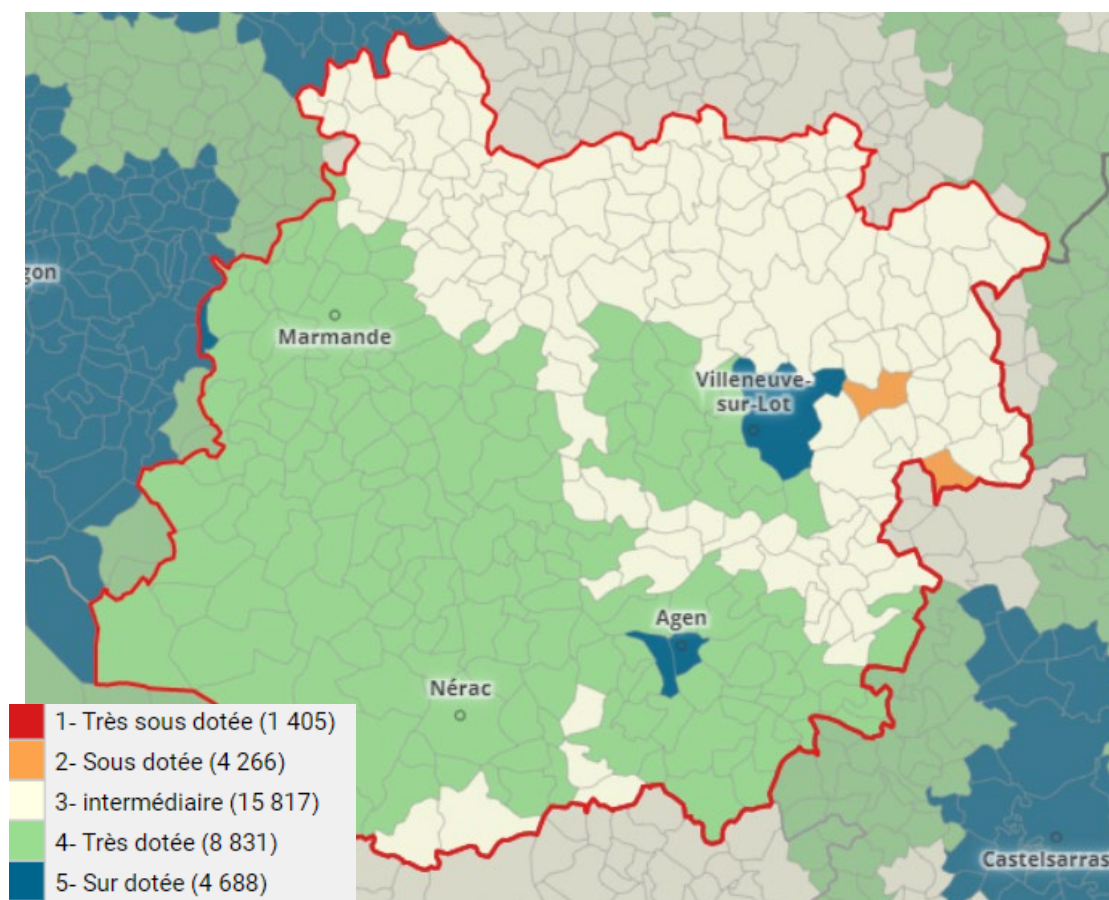 gon
Marmande
Villeneuve-
sur-Lot
Agen
Nérac
Castelsarras
1- Très sous dotée (1 405)
2- Sous dotée (4 266)
3- intermédiaire (15 817)
4- Très dotée (8 831)
5- Sur dotée (4 688)